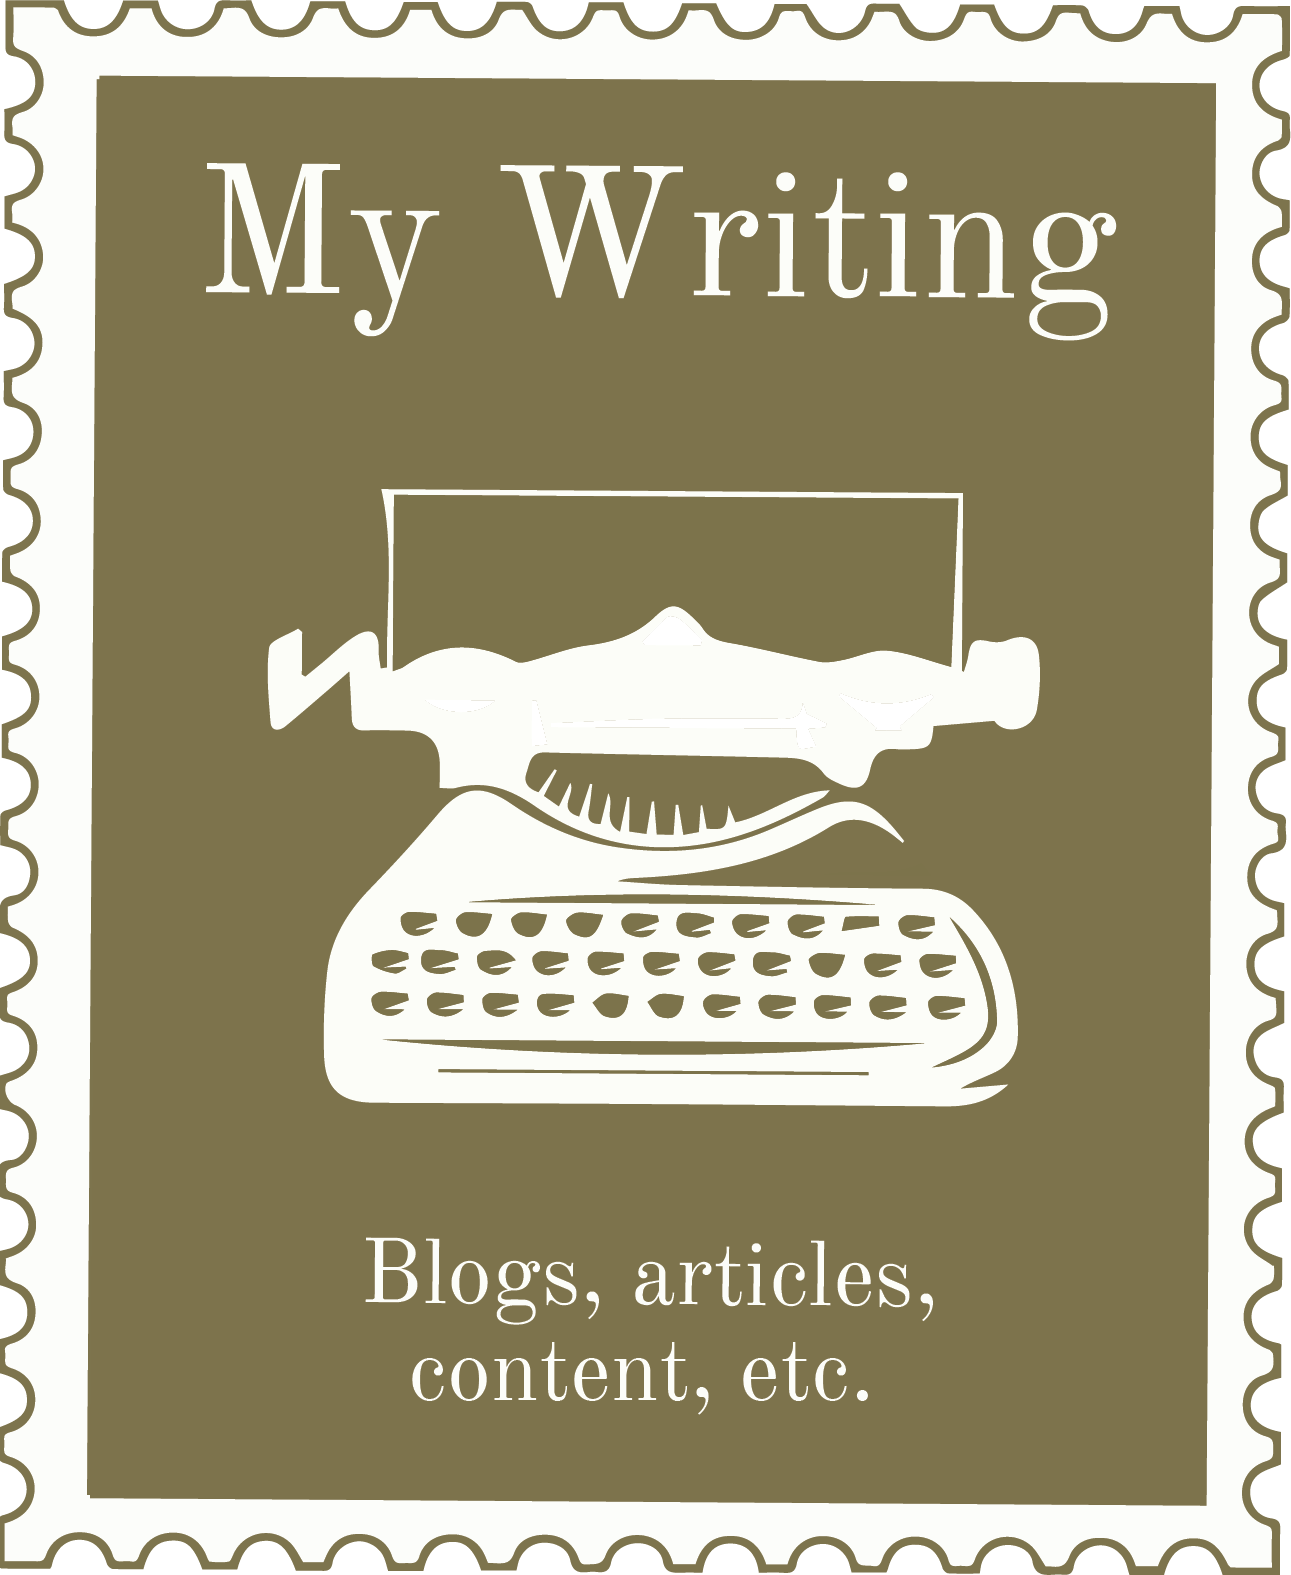 My Writing
Blogs, articles,
content, etc.